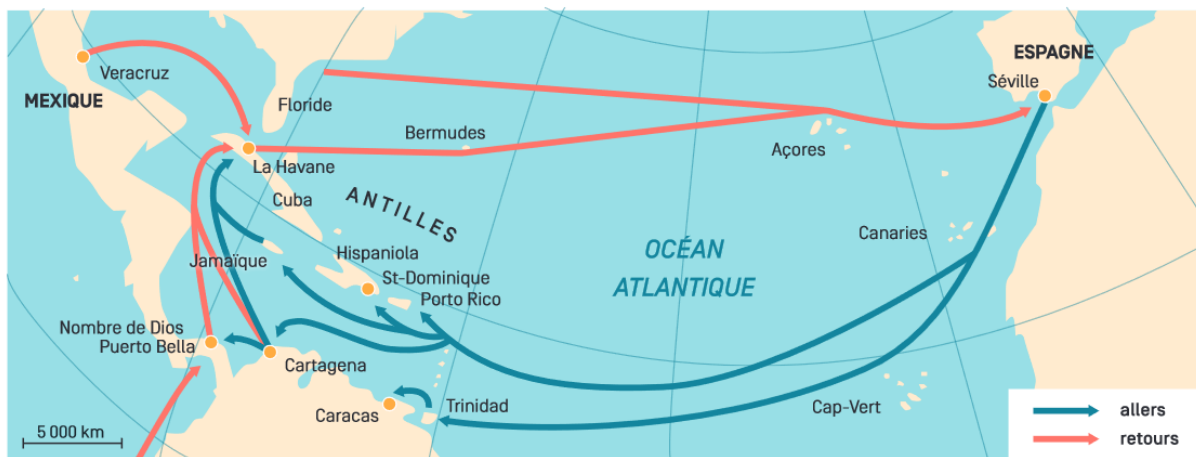 ESPAGNE
Séville
Veracruz
MEXIQUE
Floride
Bermudes
Açores
La Havane
Cuba
ANTILLES
Canaries
Hispaniola
OCÉAN
ATLANTIQUE
Jamaïque
St-Dominique
Porto Rico
Nombre de Dios
Puerto Bella
Cartagena
Caracas
Trinidad
Cap-Vert
5 000 km
allers
retours